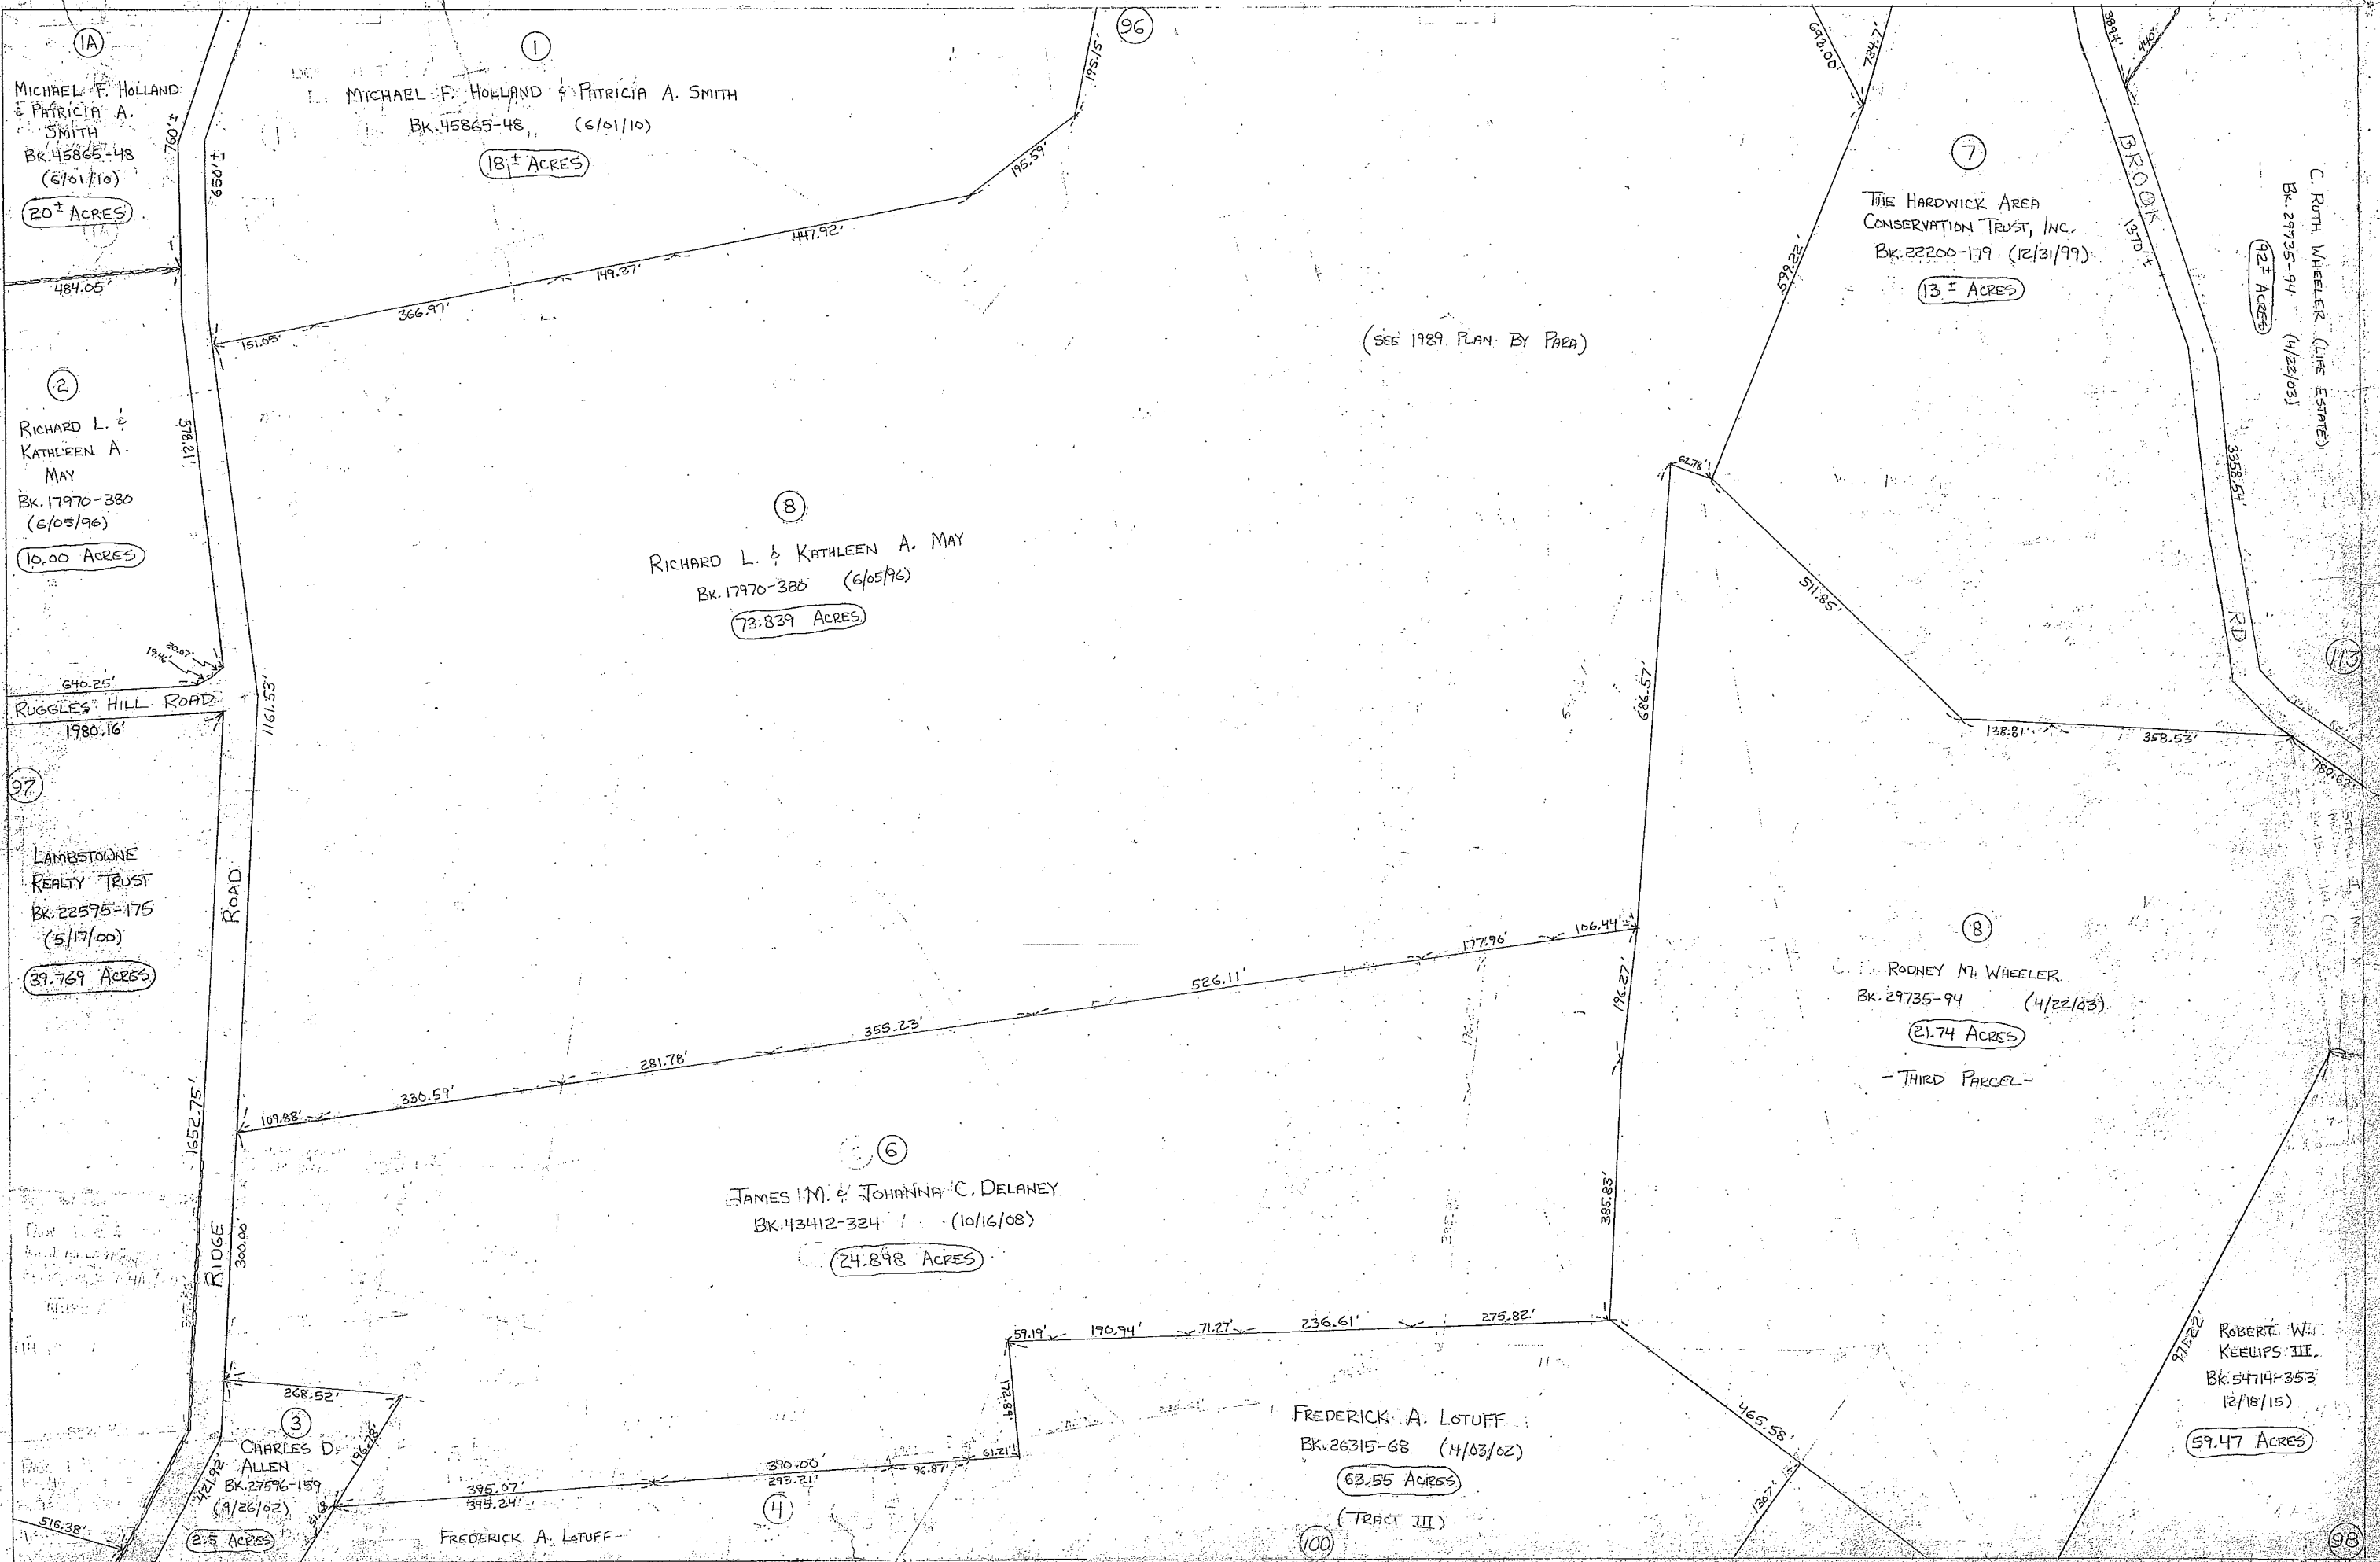 1A
MICHAEL F. HOLLAND
& PATRICIA A.
SMITH
BK. 45865-48
(6/01/10)
20± ACRES
760'±
650'±
484.05'
1
MICHAEL F. HOLLAND & PATRICIA A. SMITH
BK. 45865-48 (6/01/10)
18± ACRES
96
195.15'
195.59'
447.92'
149.37'
366.97'
151.05'
693.00'
734.7'
599.22'
62.78'
7
THE HARDWICK AREA
CONSERVATION TRUST, INC.
BK. 22200-179 (12/31/99)
13± ACRES
3894'
440'
BROOK
RD
1370'±
3358.54'
C. RUTH WHEELER (LIFE ESTATE)
BK. 29735-94 (4/22/03)
92± ACRES
113
(SEE 1989 PLAN BY PARA)
2
RICHARD L. &
KATHLEEN A.
MAY
BK. 17970-380
(6/05/96)
10.00 ACRES
578.21'
19.46'
20.07'
640.25'
RUGGLES HILL ROAD
1980.16'
1161.53'
8
RICHARD L. & KATHLEEN A. MAY
BK. 17970-380 (6/05/96)
73.839 ACRES
686.57'
511.85'
138.81'
358.53'
780.63'
97
LAMBSTOWNE
REALTY TRUST
BK. 22595-175
(5/17/00)
39.769 ACRES
RIDGE ROAD
1652.75'
300.00'
109.88'
330.59'
281.78'
355.23'
526.11'
177.96'
106.44'
196.27'
385.83'
8
RODNEY M. WHEELER
BK. 29735-94 (4/22/03)
21.74 ACRES
-THIRD PARCEL-
6
JAMES M. & JOHANNA C. DELANEY
BK. 43412-324 (10/16/08)
24.898 ACRES
59.19'
190.94'
71.27'
236.61'
275.82'
172.89'
61.21'
96.87'
390.00'
293.21'
395.07'
395.24'
4
FREDERICK A. LOTUFF
268.52'
196.78'
3
CHARLES D.
ALLEN
BK. 27596-159
(9/26/02)
2.5 ACRES
421.92'
516.38'
FREDERICK A. LOTUFF
BK. 26315-68 (4/03/02)
63.55 ACRES
(TRACT III)
100
465.58'
1307'
971.22'
ROBERT W.
KEELIPS III.
BK. 54714-353
12/18/15)
59.47 ACRES
98